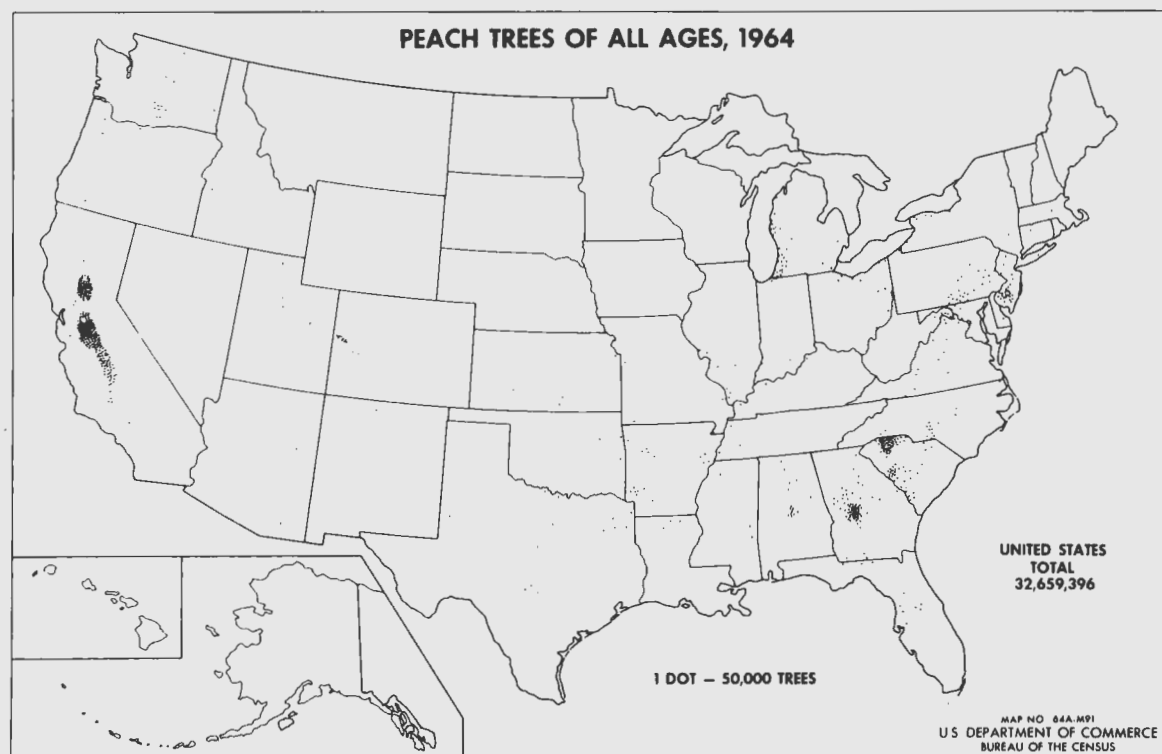 PEACH TREES OF ALL AGES, 1964
UNITED STATES
TOTAL
32,659,396
1 DOT – 50,000 TREES
MAP NO 64A-M91
U S DEPARTMENT OF COMMERCE
BUREAU OF THE CENSUS